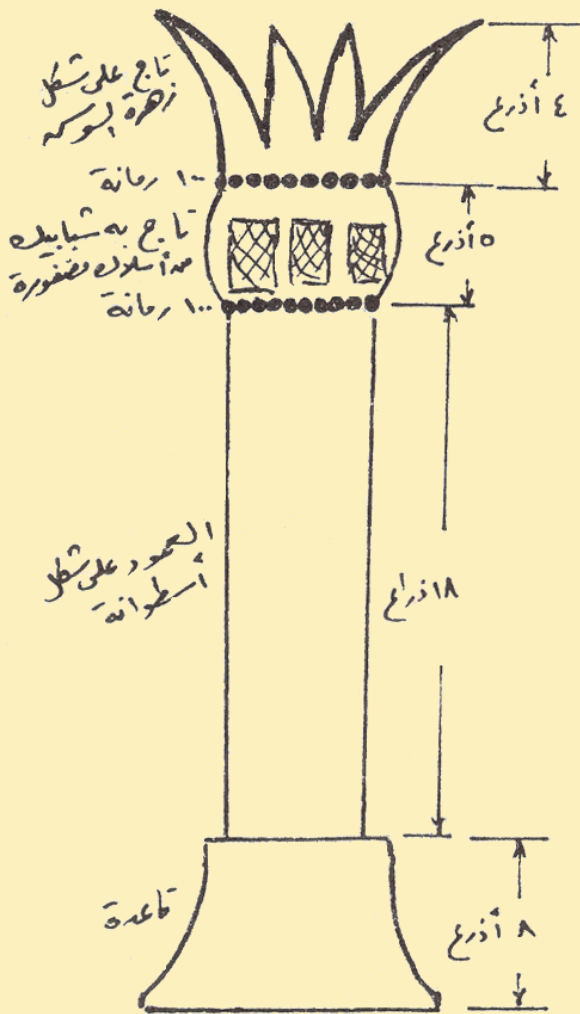 تاج على شكل
زهرة السوسن
٤ أذرع
١٠٠ رمانة
تاج به شبابيك
من أسلاك مضفورة
٥ أذرع
١٠٠ رمانة
العمود على شكل
أسطوانة
١٨ ذراع
قاعدة
٨ أذرع